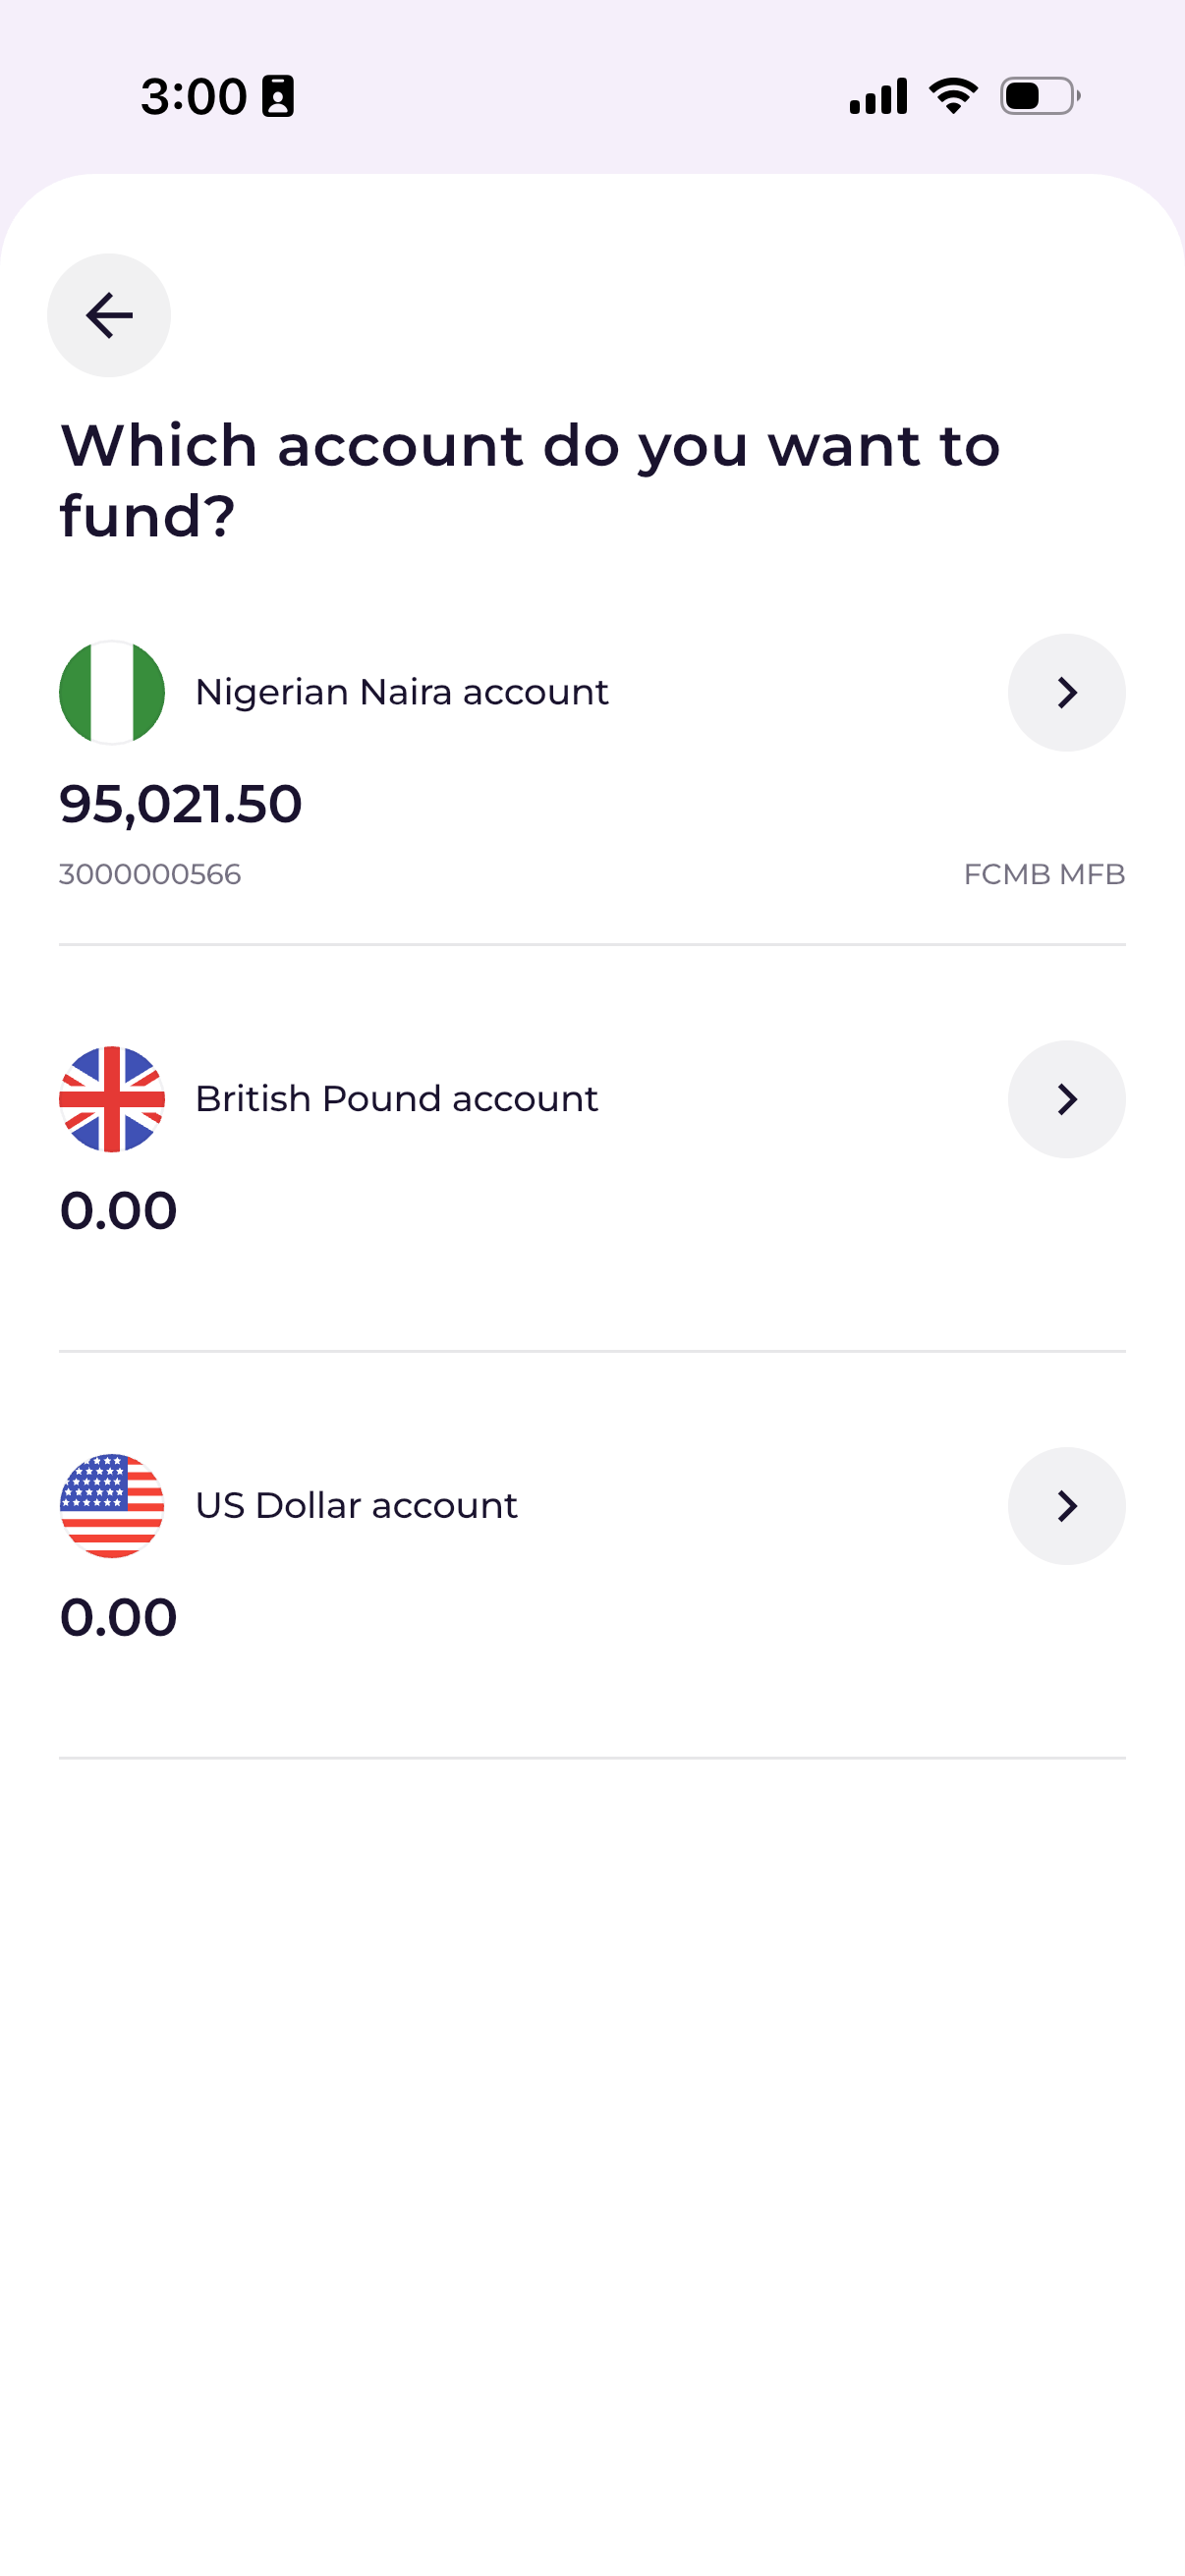 3:00
Which account do you want to
fund?
Nigerian Naira account
95,021.50
3000000566 FCMB MFB
British Pound account
0.00
US Dollar account
0.00